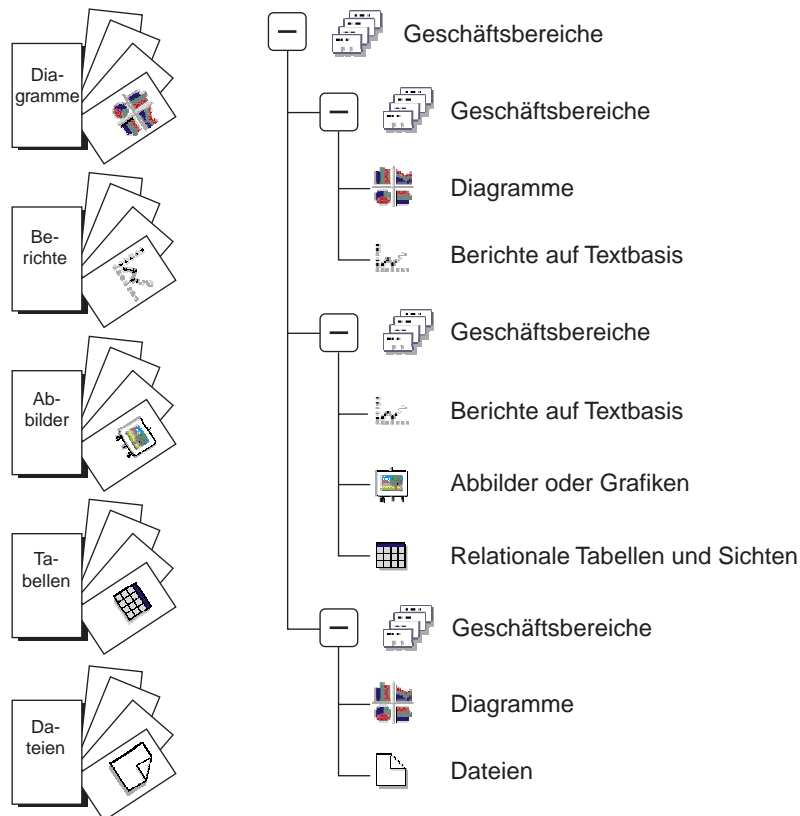 Dia-
gramme
Be-
richte
Ab-
bilder
Ta-
bellen
Da-
teien
Geschäftsbereiche
Geschäftsbereiche
Diagramme
Berichte auf Textbasis
Geschäftsbereiche
Berichte auf Textbasis
Abbilder oder Grafiken
Relationale Tabellen und Sichten
Geschäftsbereiche
Diagramme
Dateien